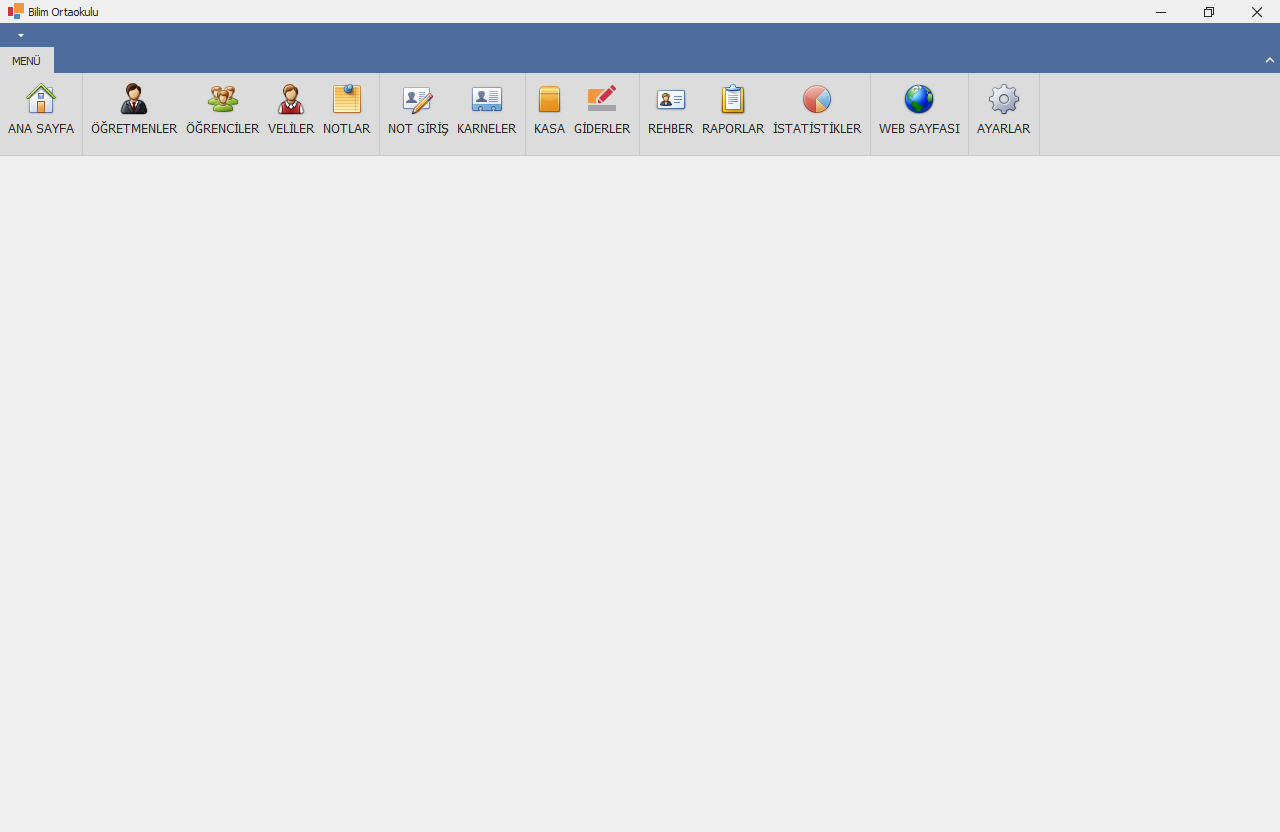 Bilim Ortaokulu
MENÜ
ANA SAYFA ÖĞRETMENLER ÖĞRENCİLER VELİLER NOTLAR NOT GİRİŞ KARNELER KASA GİDERLER REHBER RAPORLAR İSTATİSTİKLER WEB SAYFASI AYARLAR